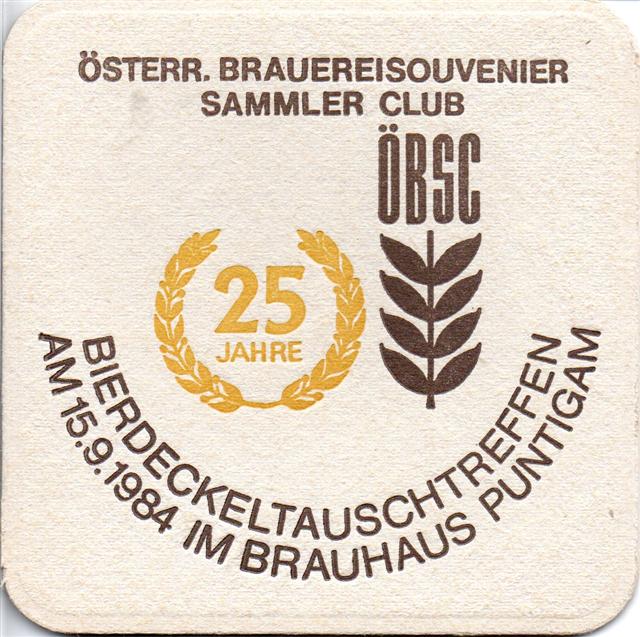 ÖSTERR. BRAUEREISOUVENIER
SAMMLER CLUB
ÖBSC
25
JAHRE
BIERDECKELTAUSCHTREFFEN
AM 15.9.1984 IM BRAUHAUS PUNTIGAM